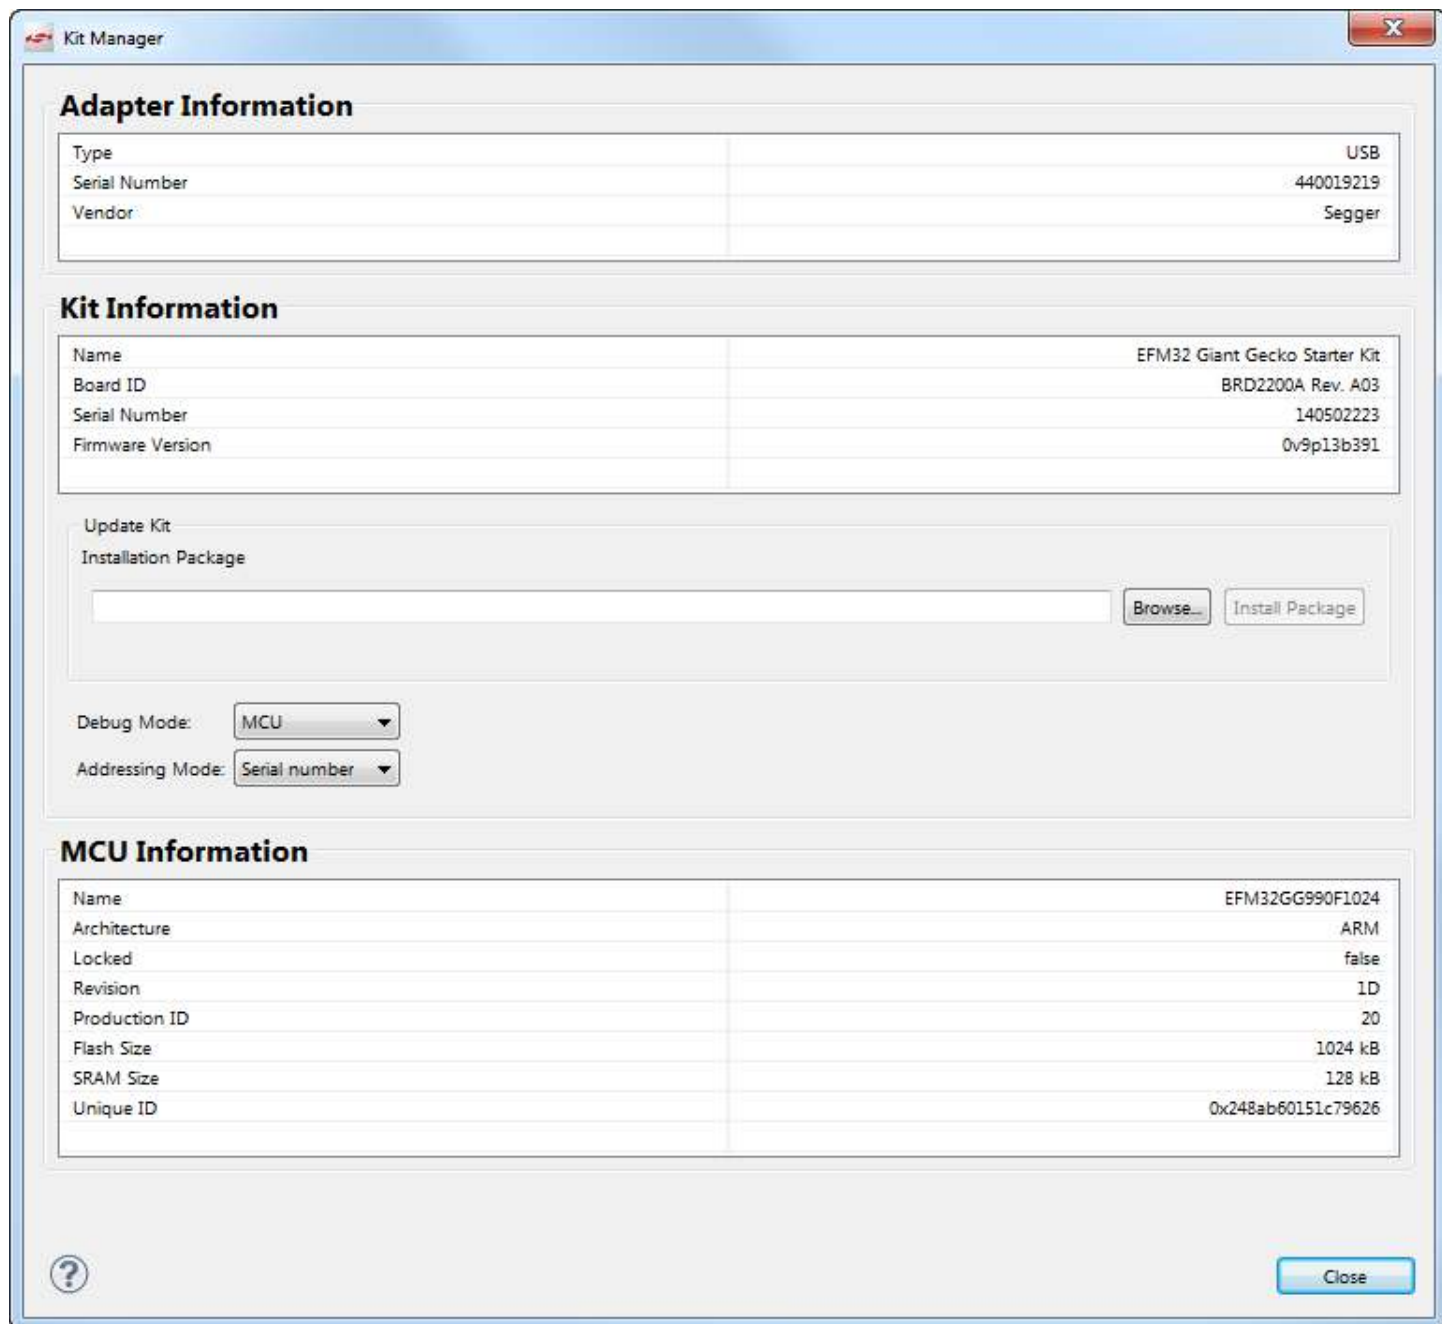 Kit Manager
Adapter Information
Type USB
Serial Number 440019219
Vendor Segger
Kit Information
Name EFM32 Giant Gecko Starter Kit
Board ID BRD2200A Rev. A03
Serial Number 140502223
Firmware Version 0v9p13b391
Update Kit
Installation Package
Browse... Install Package
Debug Mode: MCU
Addressing Mode: Serial number
MCU Information
Name EFM32GG990F1024
Architecture ARM
Locked false
Revision 1D
Production ID 20
Flash Size 1024 kB
SRAM Size 128 kB
Unique ID 0x248ab60151c79626
?
Close